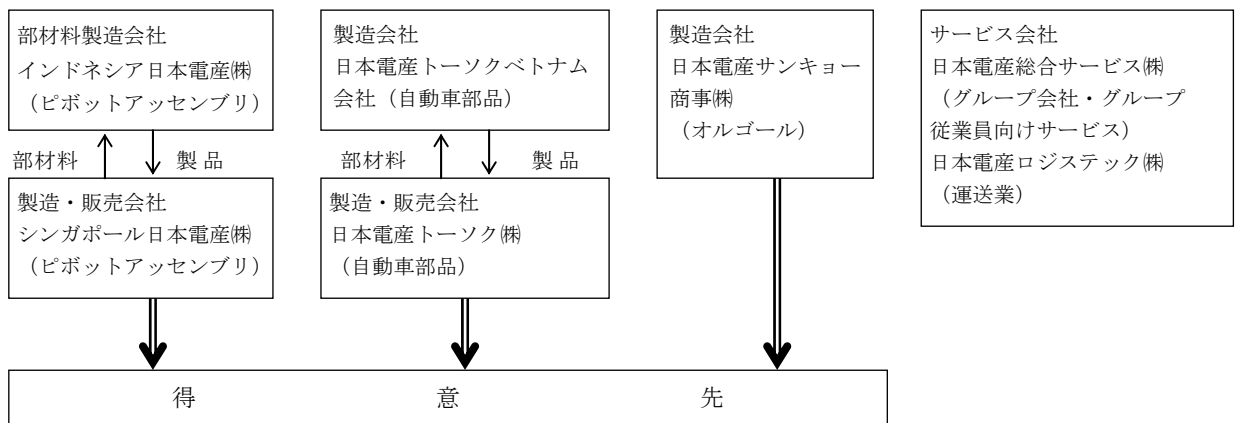 部材料製造会社
インドネシア日本電産㈱
（ピボットアッセンブリ）
製造会社
日本電産トーソクベトナム
会社（自動車部品）
製造会社
日本電産サンキョー
商事㈱
（オルゴール）
サービス会社
日本電産総合サービス㈱
（グループ会社・グループ
従業員向けサービス）
日本電産ロジステック㈱
（運送業）
部材料 製 品
部材料 製 品
製造・販売会社
シンガポール日本電産㈱
（ピボットアッセンブリ）
製造・販売会社
日本電産トーソク㈱
（自動車部品）
得 意 先